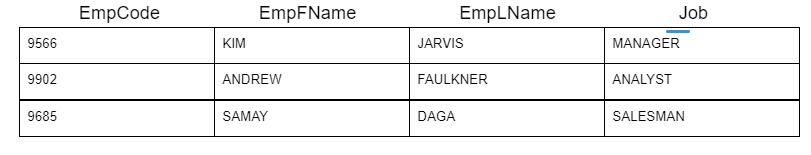 EmpCode EmpFName EmpLName Job
9566 KIM JARVIS MANAGER
9902 ANDREW FAULKNER ANALYST
9685 SAMAY DAGA SALESMAN